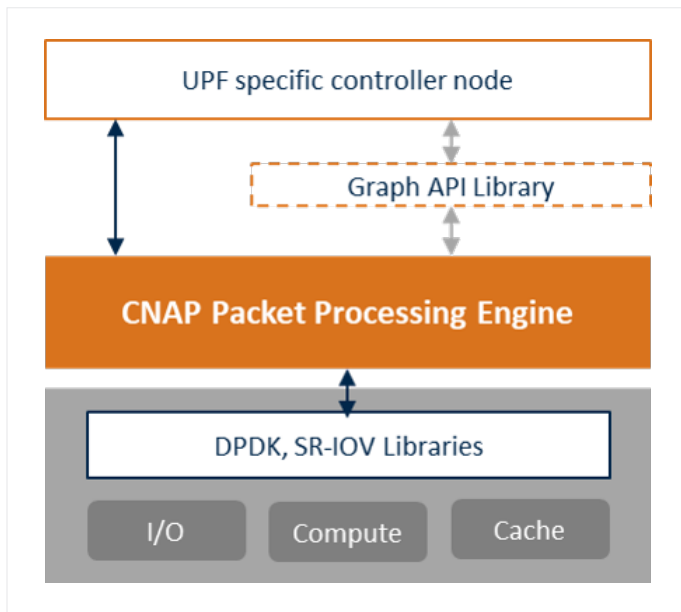 UPF specific controller node
Graph API Library
CNAP Packet Processing Engine
DPDK, SR-IOV Libraries
I/O
Compute
Cache